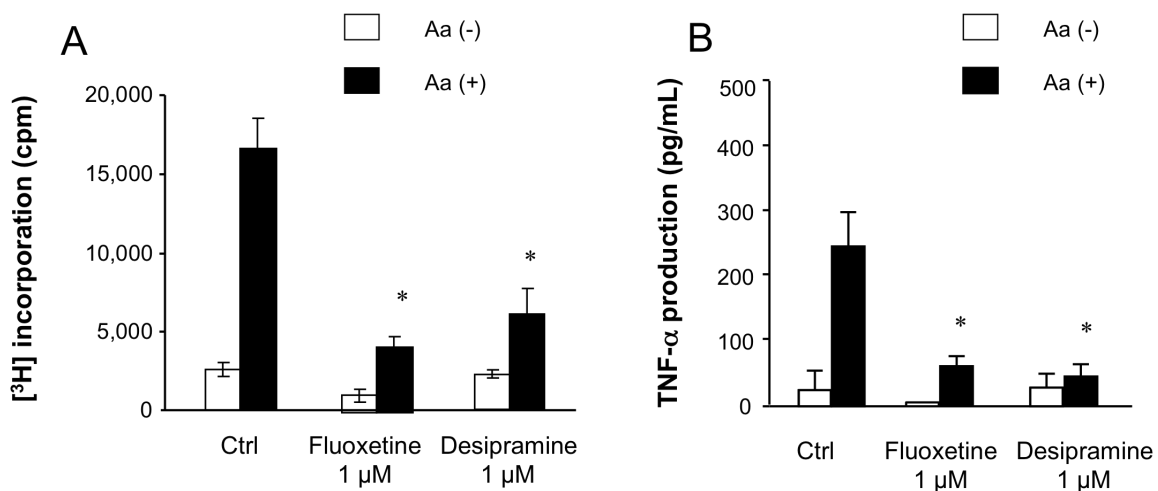 A
Aa (-)
Aa (+)
[³H] incorporation (cpm)
20,000
15,000
10,000
5,000
0
*
*
Ctrl
Fluoxetine
1 µM
Desipramine
1 µM
B
Aa (-)
Aa (+)
TNF-α production (pg/mL)
500
400
300
200
100
0
*
*
Ctrl
Fluoxetine
1 µM
Desipramine
1 µM